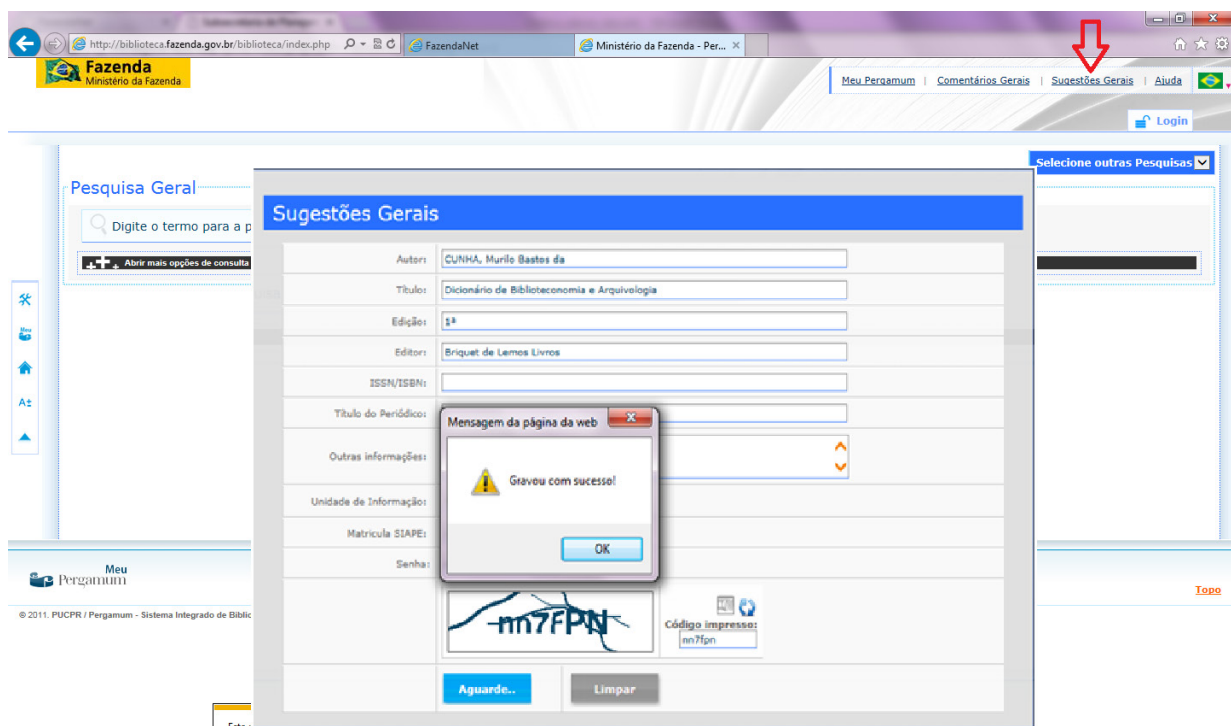 http://biblioteca.fazenda.gov.br/biblioteca/index.php
FazendaNet
Ministério da Fazenda - Per...
Fazenda
Ministério da Fazenda
Meu Pergamum | Comentários Gerais | Sugestões Gerais | Ajuda
Login
Selecione outras Pesquisas
Pesquisa Geral
Digite o termo para a p
Abrir mais opções de consulta
Meu
A±
Sugestões Gerais
Autor: CUNHA, Murilo Bastos da
Título: Dicionário de Biblioteconomia e Arquivologia
Edição: 1ª
Editor: Briquet de Lemos Livros
ISSN/ISBN:
Título do Periódico:
Outras informações:
Unidade de Informação:
Matricula SIAPE:
Senha:
Mensagem da página da web
Gravou com sucesso!
OK
nn7FPN
Código impresso:
nn7fpn
Aguarde..
Limpar
Meu
Pergamum
Topo
© 2011. PUCPR / Pergamum - Sistema Integrado de Biblic